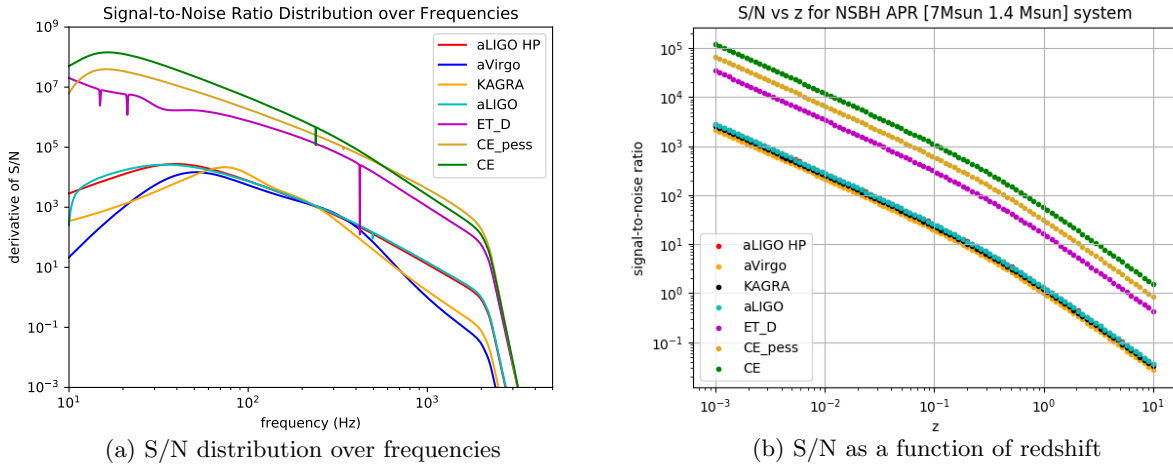 Signal-to-Noise Ratio Distribution over Frequencies
derivative of S/N
10^9
10^7
10^5
10^3
10^1
10^−1
10^−3
aLIGO HP
aVirgo
KAGRA
aLIGO
ET_D
CE_pess
CE
10^1
10^2
10^3
frequency (Hz)
(a) S/N distribution over frequencies
S/N vs z for NSBH APR [7Msun 1.4 Msun] system
signal-to-noise ratio
10^5
10^4
10^3
10^2
10^1
10^0
10^−1
aLIGO HP
aVirgo
KAGRA
aLIGO
ET_D
CE_pess
CE
10^−3
10^−2
10^−1
10^0
10^1
z
(b) S/N as a function of redshift